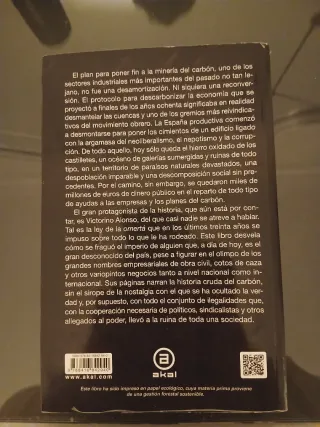 El plan para poner fin a la minería del carbón, uno de los
sectores industriales más importantes del pasado no tan le-
jano, no fue una desamortización. Ni siquiera una reconver-
sión. El protocolo para descarbonizar la economía que se
proyectó a finales de los años ochenta significaba en realidad
desmantelar las cuencas y uno de los gremios más reivindica-
tivos del movimiento obrero. La España productiva comenzó
a desmontarse para poner los cimientos de un edificio ligado
con la argamasa del neoliberalismo, el nepotismo y la corrup-
ción. De todo aquello, hoy sólo queda el hierro oxidado de los
castilletes, un océano de galerías sumergidas y ruinas de todo
tipo, en un territorio de paraísos naturales devastados, una
despoblación imparable y una descomposición social sin pre-
cedentes. Por el camino, sin embargo, se quedaron miles de
millones de euros de dinero público en el reparto de todo tipo
de ayudas a las empresas y los planes del carbón.
El gran protagonista de la historia, que aún está por con-
tar, es Victorino Alonso, del que casi nadie se atreve a hablar.
Tal es la ley de la omertà que en los últimos treinta años se
impuso sobre todo lo que le ha rodeado. Este libro desvela
cómo se fraguó el imperio de alguien que, a día de hoy, es el
gran desconocido del país, pese a figurar en el olimpo de los
grandes nombres empresariales de obra civil, cotos de caza
y otros variopintos negocios tanto a nivel nacional como in-
ternacional. Sus páginas narran la historia cruda del carbón,
sin el sirope de la nostalgia con el que se ha ocultado la ver-
dad y, por supuesto, con todo el conjunto de ilegalidades que,
con la cooperación necesaria de políticos, sindicalistas y otros
allegados al poder, llevó a la ruina de toda una sociedad.
akal
www.akal.com
Este libro ha sido impreso en papel ecológico, cuya materia prima proviene
de una gestión forestal sostenible.